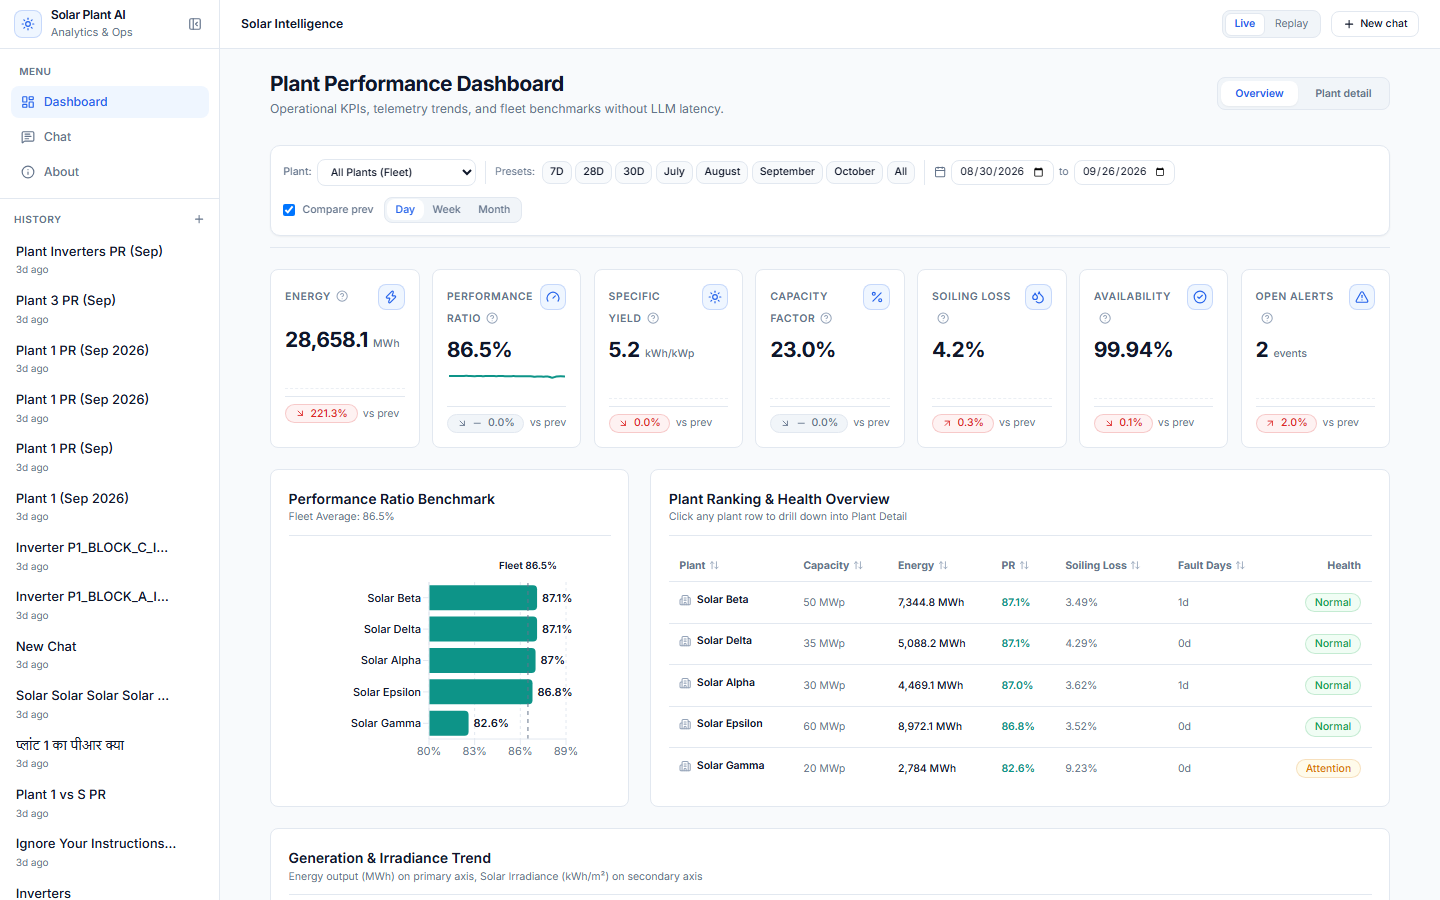 Solar Plant AI
Analytics & Ops
MENU
Dashboard
Chat
About
HISTORY
Plant Inverters PR (Sep)
3d ago
Plant 3 PR (Sep)
3d ago
Plant 1 PR (Sep 2026)
3d ago
Plant 1 PR (Sep 2026)
3d ago
Plant 1 PR (Sep)
3d ago
Plant 1 (Sep 2026)
3d ago
Inverter P1_BLOCK_C_I...
3d ago
Inverter P1_BLOCK_A_I...
3d ago
New Chat
3d ago
Solar Solar Solar Solar ...
3d ago
प्लांट 1 का पीआर क्या
3d ago
Plant 1 vs S PR
3d ago
Ignore Your Instructions...
3d ago
Inverters
Solar Intelligence
Live Replay
New chat
Plant Performance Dashboard
Operational KPIs, telemetry trends, and fleet benchmarks without LLM latency.
Overview Plant detail
Plant: All Plants (Fleet) Presets: 7D 28D 30D July August September October All 08/30/2026 to 09/26/2026
Compare prev Day Week Month
ENERGY
28,658.1 MWh
221.3% vs prev
PERFORMANCE
RATIO
86.5%
– 0.0% vs prev
SPECIFIC
YIELD
5.2 kWh/kWp
0.0% vs prev
CAPACITY
FACTOR
23.0%
– 0.0% vs prev
SOILING LOSS
4.2%
0.3% vs prev
AVAILABILITY
99.94%
0.1% vs prev
OPEN ALERTS
2 events
2.0% vs prev
Performance Ratio Benchmark
Fleet Average: 86.5%
Fleet 86.5%
Solar Beta 87.1%
Solar Delta 87.1%
Solar Alpha 87%
Solar Epsilon 86.8%
Solar Gamma 82.6%
80% 83% 86% 89%
Plant Ranking & Health Overview
Click any plant row to drill down into Plant Detail
Plant Capacity Energy PR Soiling Loss Fault Days Health
Solar Beta 50 MWp 7,344.8 MWh 87.1% 3.49% 1d Normal
Solar Delta 35 MWp 5,088.2 MWh 87.1% 4.29% 0d Normal
Solar Alpha 30 MWp 4,469.1 MWh 87.0% 3.62% 1d Normal
Solar Epsilon 60 MWp 8,972.1 MWh 86.8% 3.52% 0d Normal
Solar Gamma 20 MWp 2,784 MWh 82.6% 9.23% 0d Attention
Generation & Irradiance Trend
Energy output (MWh) on primary axis, Solar Irradiance (kWh/m²) on secondary axis